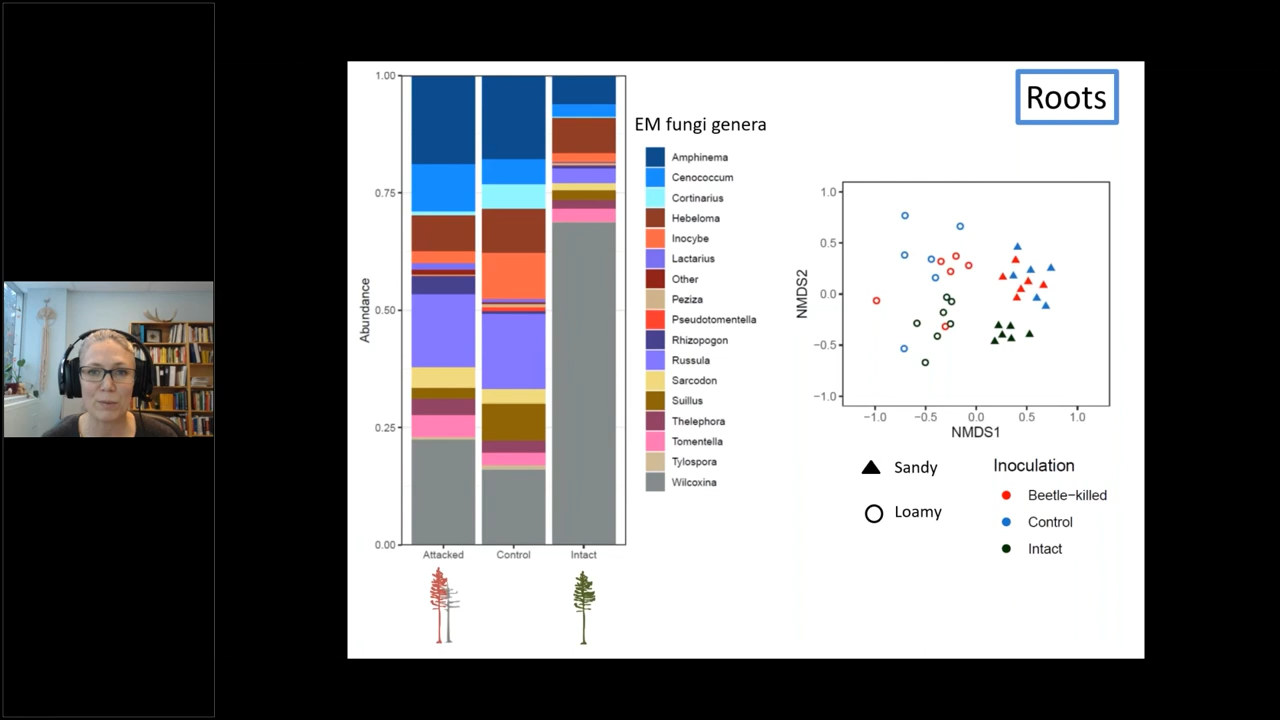 Roots
EM fungi genera
Abundance
1.00
0.75
0.50
0.25
0.00
Attacked
Control
Intact
Amphinema
Cenococcum
Cortinarius
Hebeloma
Inocybe
Lactarius
Other
Peziza
Pseudotomentella
Rhizopogon
Russula
Sarcodon
Suillus
Thelephora
Tomentella
Tylospora
Wilcoxina
NMDS2
1.0
0.5
0.0
−0.5
−1.0
−1.0 −0.5 0.0 0.5 1.0
NMDS1
Sandy
Loamy
Inoculation
Beetle−killed
Control
Intact